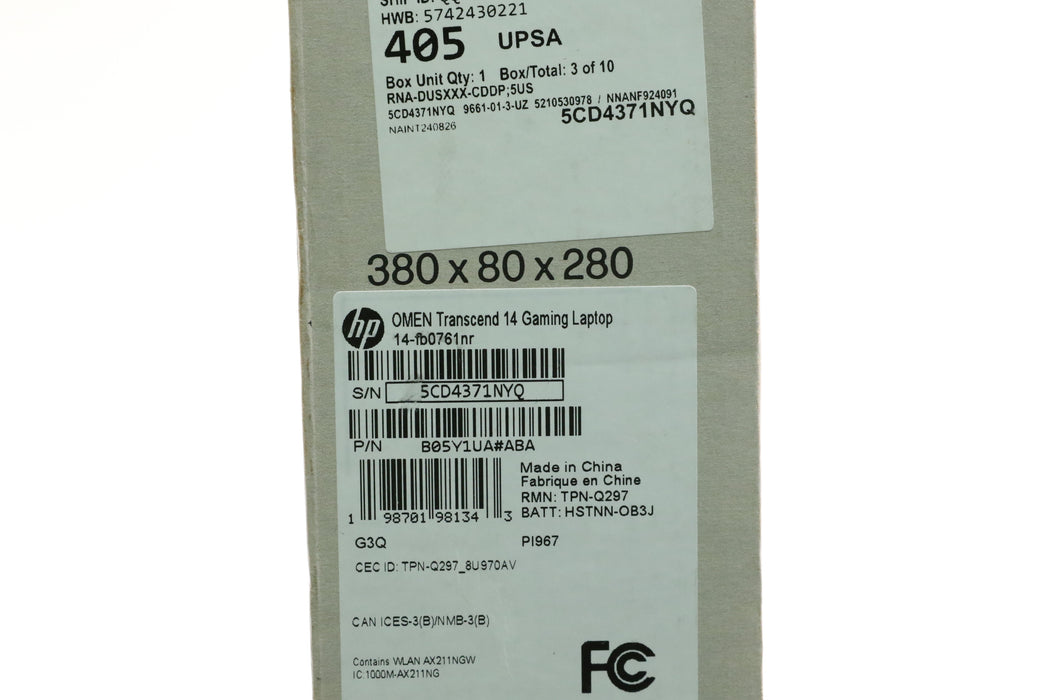 HWB: 5742430221
405 UPSA
Box Unit Qty: 1 Box/Total: 3 of 10
RNA-DUSXXX-CDDP;5US
5CD4371NYQ 9661-01-3-UZ 5210530978 / NNANF924091
5CD4371NYQ
NAINT240826
380 x 80 x 280
hp OMEN Transcend 14 Gaming Laptop
14-fb0761nr
S/N 5CD4371NYQ
P/N B05Y1UA#ABA
Made in China
Fabrique en Chine
RMN: TPN-Q297
BATT: HSTNN-OB3J
1 98701 98134 3
G3Q PI967
CEC ID: TPN-Q297_8U970AV
CAN ICES-3(B)/NMB-3(B)
Contains WLAN AX211NGW
IC:1000M-AX211NG
FC